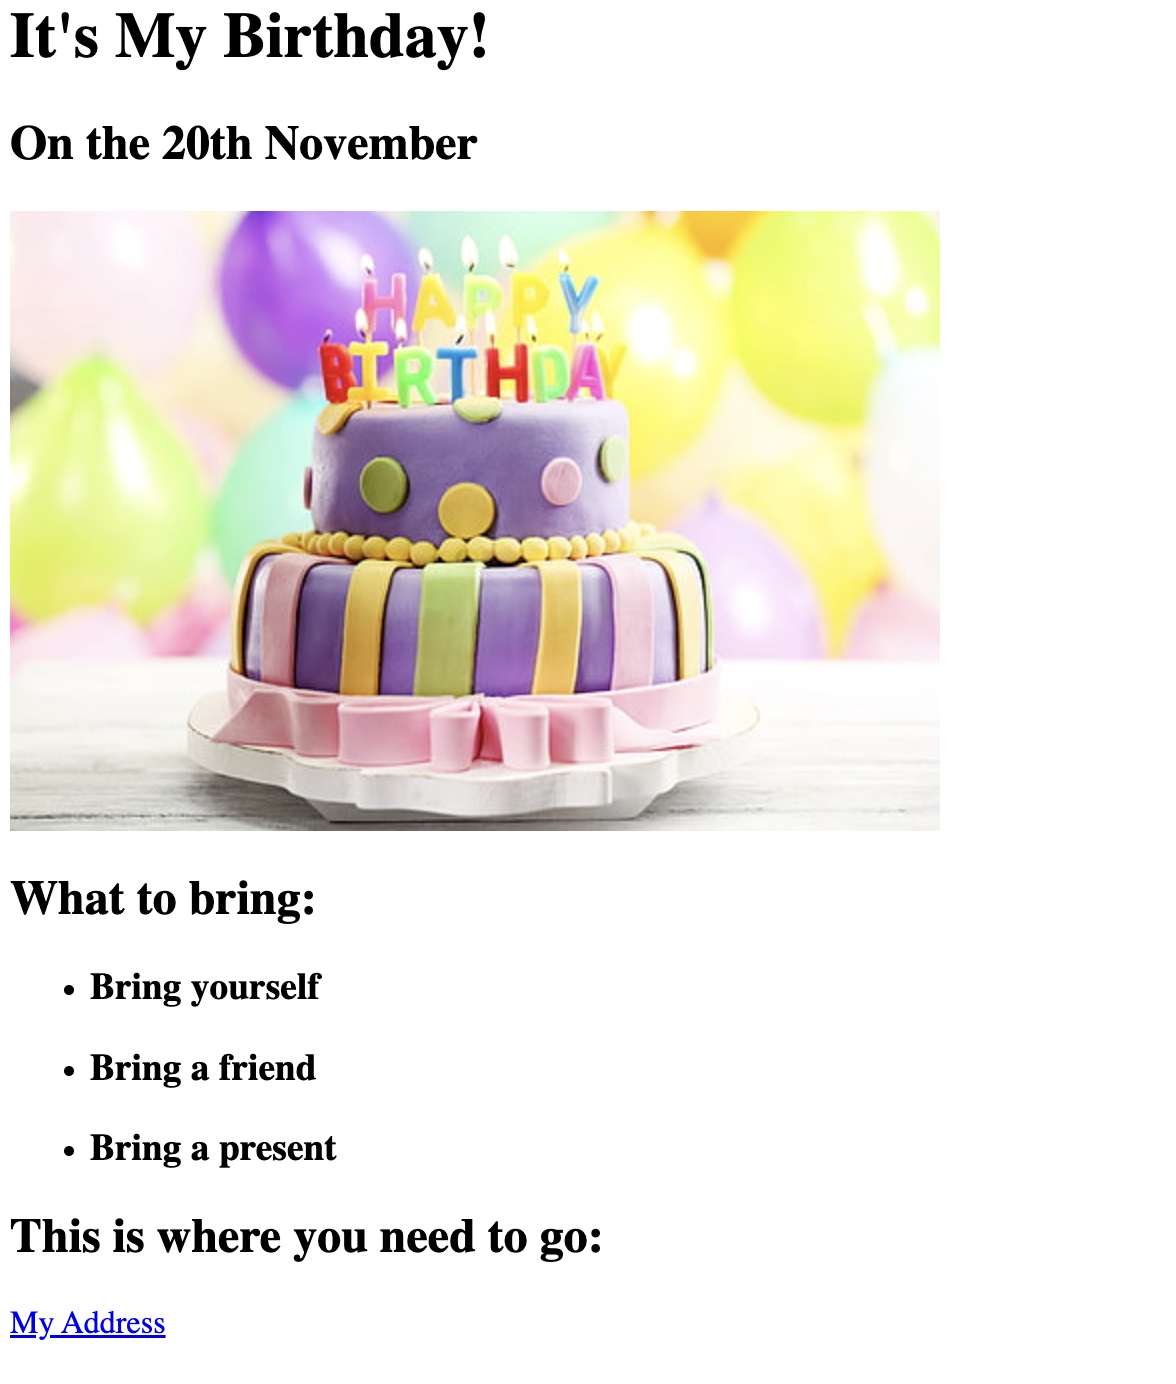 It's My Birthday!
On the 20th November
HAPPY
BIRTHDAY
What to bring:
Bring yourself
Bring a friend
Bring a present
This is where you need to go:
My Address